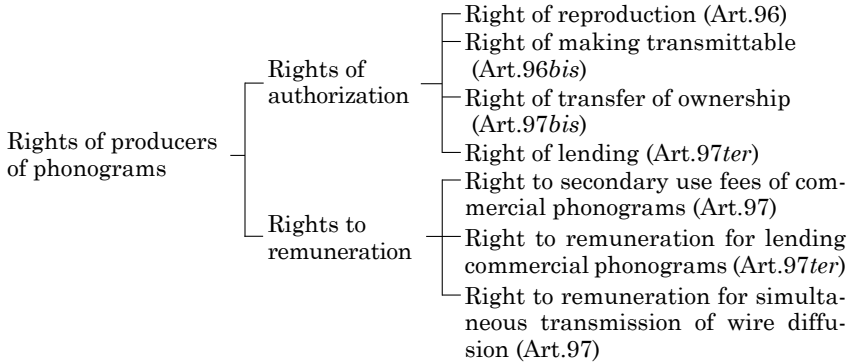 Rights of producers
of phonograms
Rights of
authorization
Right of reproduction (Art.96)
Right of making transmittable
(Art.96bis)
Right of transfer of ownership
(Art.97bis)
Right of lending (Art.97ter)
Rights to
remuneration
Right to secondary use fees of com-
mercial phonograms (Art.97)
Right to remuneration for lending
commercial phonograms (Art.97ter)
Right to remuneration for simulta-
neous transmission of wire diffu-
sion (Art.97)